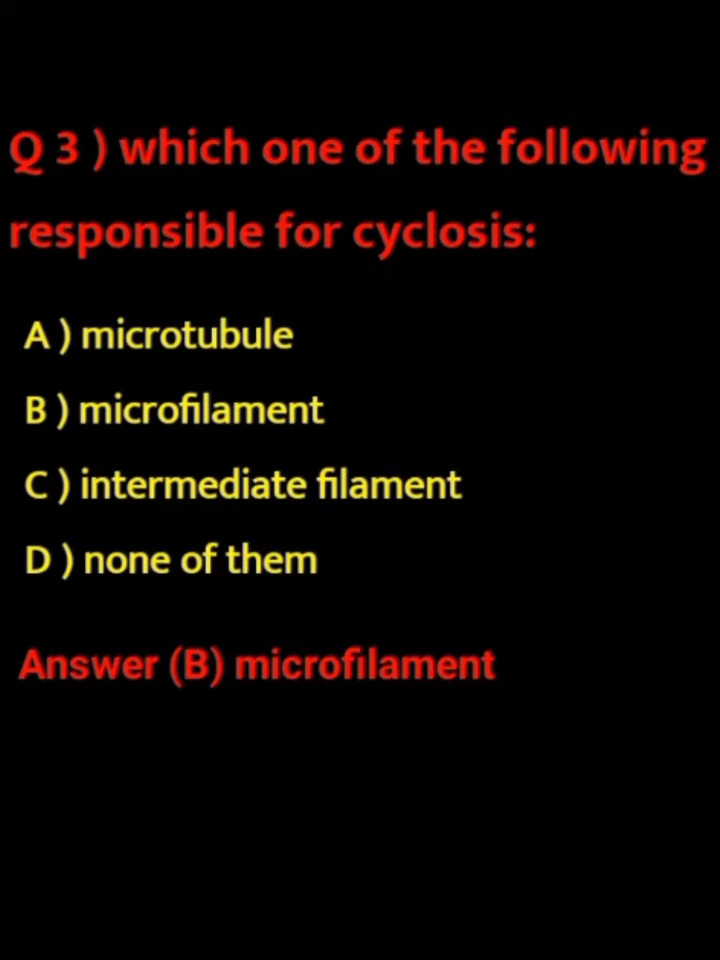 Q 3 ) which one of the following
responsible for cyclosis:
A ) microtubule
B ) microfilament
C ) intermediate filament
D ) none of them
Answer (B) microfilament